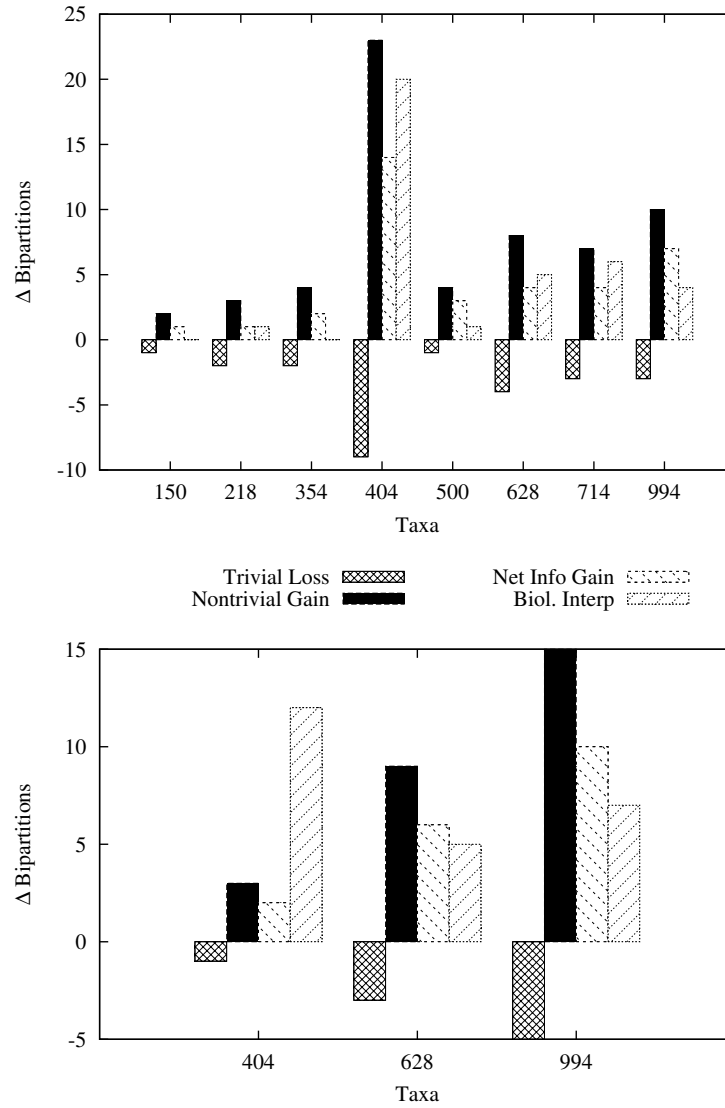 25
20
15
10
5
0
-5
-10
Δ Bipartitions
150 218 354 404 500 628 714 994
Taxa
Trivial Loss Net Info Gain
Nontrivial Gain Biol. Interp
15
10
5
0
-5
Δ Bipartitions
404 628 994
Taxa